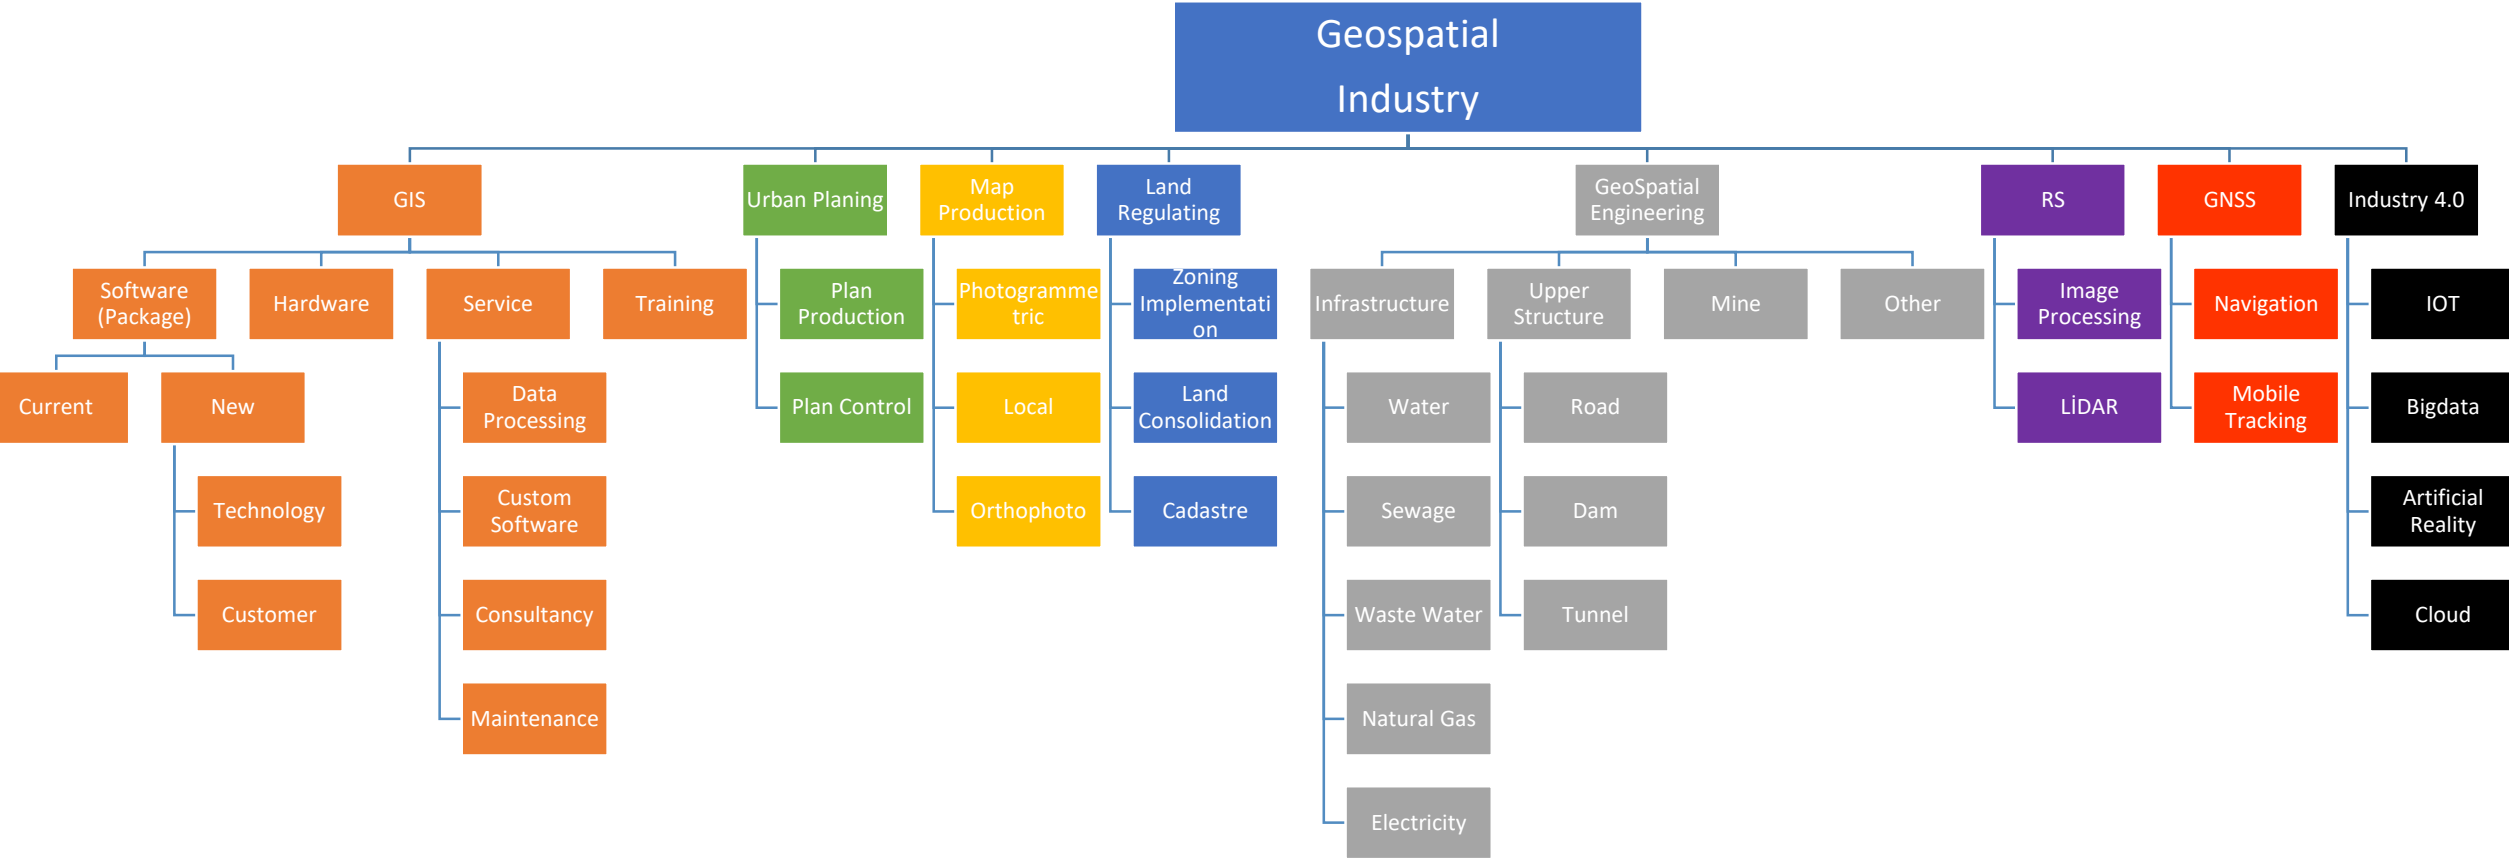 Geospatial
Industry
GIS
Urban Planing
Map
Production
Land
Regulating
GeoSpatial
Engineering
RS
GNSS
Industry 4.0
Software
(Package)
Hardware
Service
Training
Plan
Production
Photogramme
tric
Zoning
Implementati
on
Infrastructure
Upper
Structure
Mine
Other
Image
Processing
Navigation
IOT
Current
New
Data
Processing
Plan Control
Local
Land
Consolidation
Water
Road
LİDAR
Mobile
Tracking
Bigdata
Technology
Custom
Software
Orthophoto
Cadastre
Sewage
Dam
Artificial
Reality
Customer
Consultancy
Waste Water
Tunnel
Cloud
Maintenance
Natural Gas
Electricity